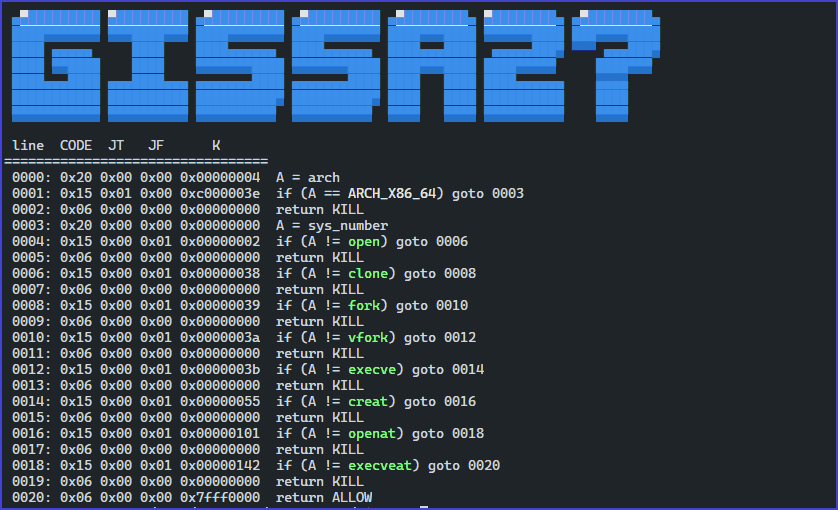 GISSA2?
line CODE JT JF K
=================================
0000: 0x20 0x00 0x00 0x00000004 A = arch
0001: 0x15 0x01 0x00 0xc000003e if (A == ARCH_X86_64) goto 0003
0002: 0x06 0x00 0x00 0x00000000 return KILL
0003: 0x20 0x00 0x00 0x00000000 A = sys_number
0004: 0x15 0x00 0x01 0x00000002 if (A != open) goto 0006
0005: 0x06 0x00 0x00 0x00000000 return KILL
0006: 0x15 0x00 0x01 0x00000038 if (A != clone) goto 0008
0007: 0x06 0x00 0x00 0x00000000 return KILL
0008: 0x15 0x00 0x01 0x00000039 if (A != fork) goto 0010
0009: 0x06 0x00 0x00 0x00000000 return KILL
0010: 0x15 0x00 0x01 0x0000003a if (A != vfork) goto 0012
0011: 0x06 0x00 0x00 0x00000000 return KILL
0012: 0x15 0x00 0x01 0x0000003b if (A != execve) goto 0014
0013: 0x06 0x00 0x00 0x00000000 return KILL
0014: 0x15 0x00 0x01 0x00000055 if (A != creat) goto 0016
0015: 0x06 0x00 0x00 0x00000000 return KILL
0016: 0x15 0x00 0x01 0x00000101 if (A != openat) goto 0018
0017: 0x06 0x00 0x00 0x00000000 return KILL
0018: 0x15 0x00 0x01 0x00000142 if (A != execveat) goto 0020
0019: 0x06 0x00 0x00 0x00000000 return KILL
0020: 0x06 0x00 0x00 0x7fff0000 return ALLOW